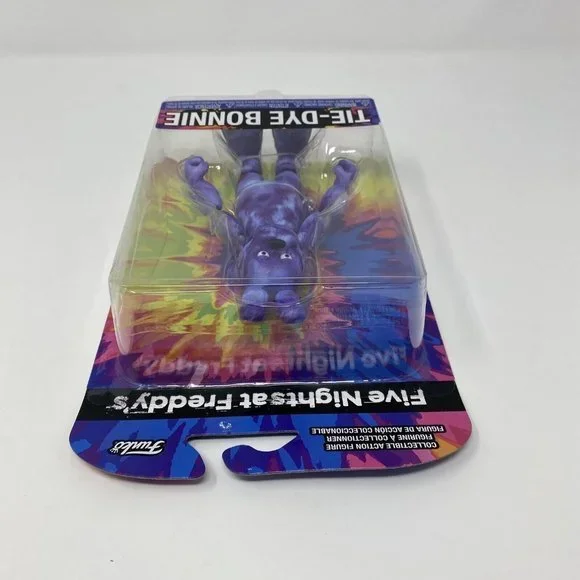 Funko
COLLECTIBLE ACTION FIGURE
FIGURINE À COLLECTIONNER
FIGURA DE ACCIÓN COLECCIONABLE
Five Nights at Freddy's
TIE-DYE BONNIE